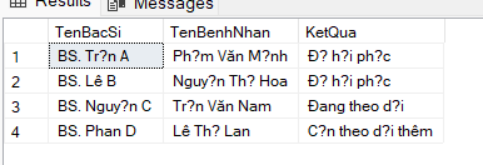 Results Messages
TenBacSi TenBenhNhan KetQua
1 BS. Tr?n A Ph?m Văn M?nh Đ? h?i ph?c
2 BS. Lê B Nguy?n Th? Hoa Đ? h?i ph?c
3 BS. Nguy?n C Tr?n Văn Nam Đang theo d?i
4 BS. Phan D Lê Th? Lan C?n theo d?i thêm